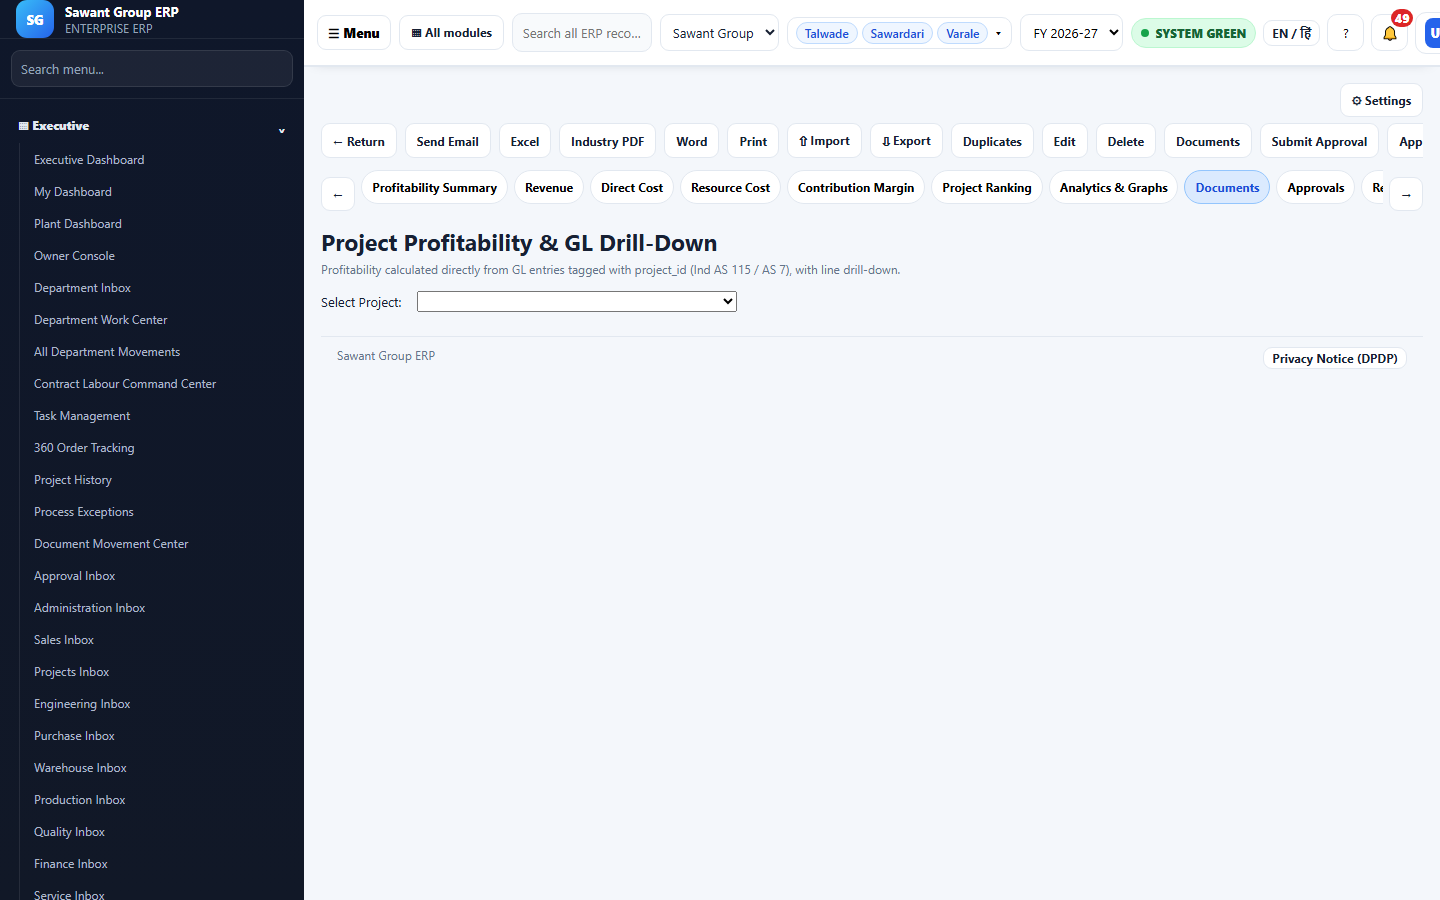 SG
Sawant Group ERP
ENTERPRISE ERP
Search menu...
Executive
Executive Dashboard
My Dashboard
Plant Dashboard
Owner Console
Department Inbox
Department Work Center
All Department Movements
Contract Labour Command Center
Task Management
360 Order Tracking
Project History
Process Exceptions
Document Movement Center
Approval Inbox
Administration Inbox
Sales Inbox
Projects Inbox
Engineering Inbox
Purchase Inbox
Warehouse Inbox
Production Inbox
Quality Inbox
Finance Inbox
Service Inbox
☰ Menu
All modules
Search all ERP reco...
Sawant Group
Talwade Sawardari Varale
FY 2026-27
SYSTEM GREEN
EN / हिं
?
49
U
⚙ Settings
← Return Send Email Excel Industry PDF Word Print ⇧ Import ⇩ Export Duplicates Edit Delete Documents Submit Approval App
← Profitability Summary Revenue Direct Cost Resource Cost Contribution Margin Project Ranking Analytics & Graphs Documents Approvals Re →
Project Profitability & GL Drill-Down
Profitability calculated directly from GL entries tagged with project_id (Ind AS 115 / AS 7), with line drill-down.
Select Project:
Sawant Group ERP
Privacy Notice (DPDP)